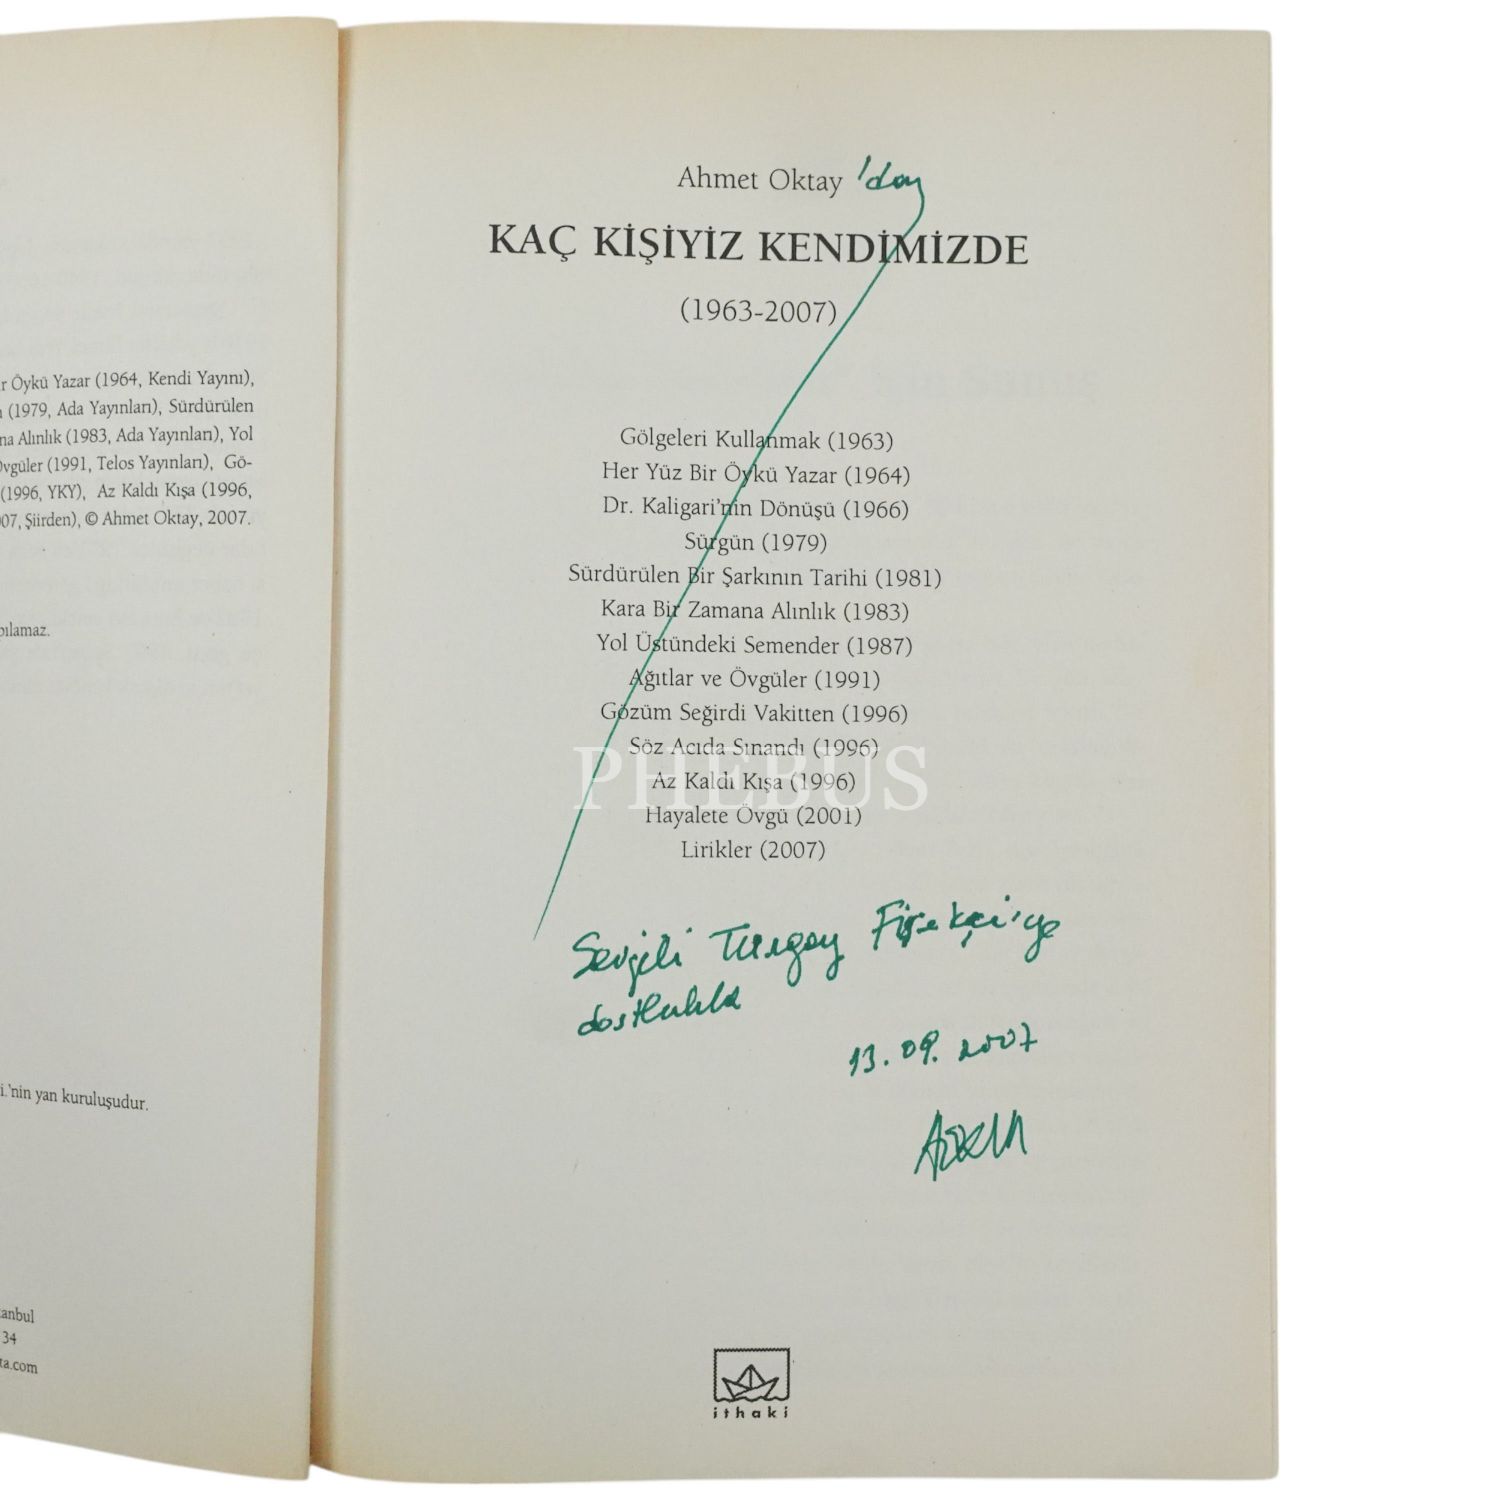 r Öykü Yazar (1964, Kendi Yayını),
(1979, Ada Yayınları), Sürdürülen
na Alınlık (1983, Ada Yayınları), Yol
Övgüler (1991, Telos Yayınları), Gö-
(1996, YKY), Az Kaldı Kışa (1996,
07, Şiirden), © Ahmet Oktay, 2007.
pılamaz.
i.'nin yan kuruluşudur.
tanbul
34
ta.com
Ahmet Oktay 'dan
KAÇ KİŞİYİZ KENDİMİZDE
(1963-2007)
Gölgeleri Kullanmak (1963)
Her Yüz Bir Öykü Yazar (1964)
Dr. Kaligari'nin Dönüşü (1966)
Sürgün (1979)
Sürdürülen Bir Şarkının Tarihi (1981)
Kara Bir Zamana Alınlık (1983)
Yol Üstündeki Semender (1987)
Ağıtlar ve Övgüler (1991)
Gözüm Seğirdi Vakitten (1996)
Söz Acıda Sınandı (1996)
PHEBUS
Az Kaldı Kışa (1996)
Hayalete Övgü (2001)
Lirikler (2007)
Sevgili Turgay Fişekçi'ye
dostlukla
13.09.2007
ithaki